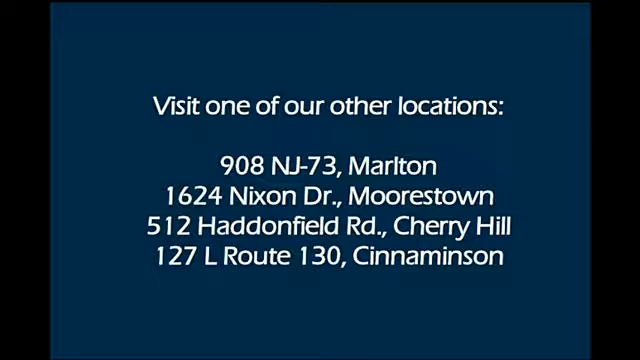 Visit one of our other locations:
908 NJ-73, Marlton
1624 Nixon Dr., Moorestown
512 Haddonfield Rd., Cherry Hill
127 L Route 130, Cinnaminson